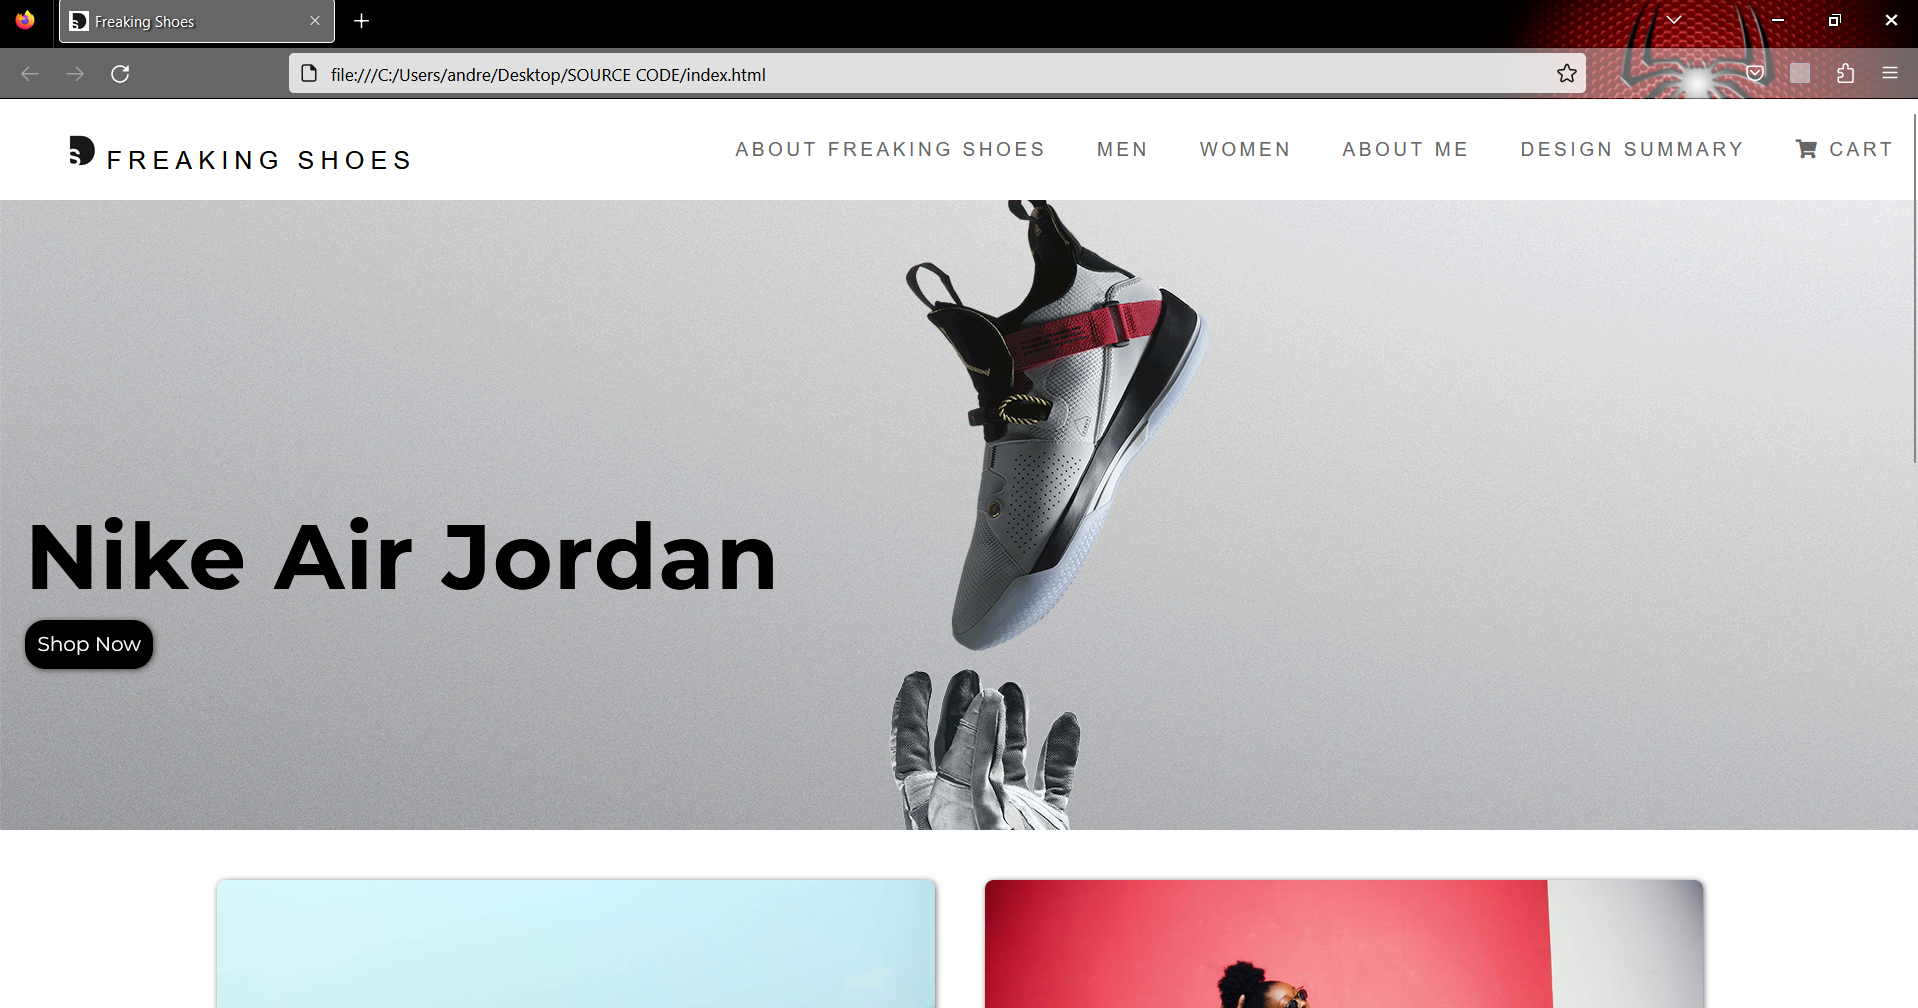 Freaking Shoes
file:///C:/Users/andre/Desktop/SOURCE CODE/index.html
FREAKING SHOES
ABOUT FREAKING SHOES MEN WOMEN ABOUT ME DESIGN SUMMARY CART
Nike Air Jordan
Shop Now